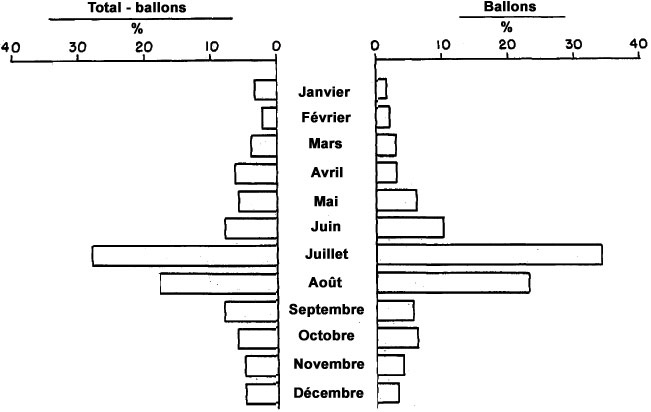 Total - ballons Ballons
% %
40 30 20 10 0 0 10 20 30 40
Janvier
Février
Mars
Avril
Mai
Juin
Juillet
Août
Septembre
Octobre
Novembre
Décembre